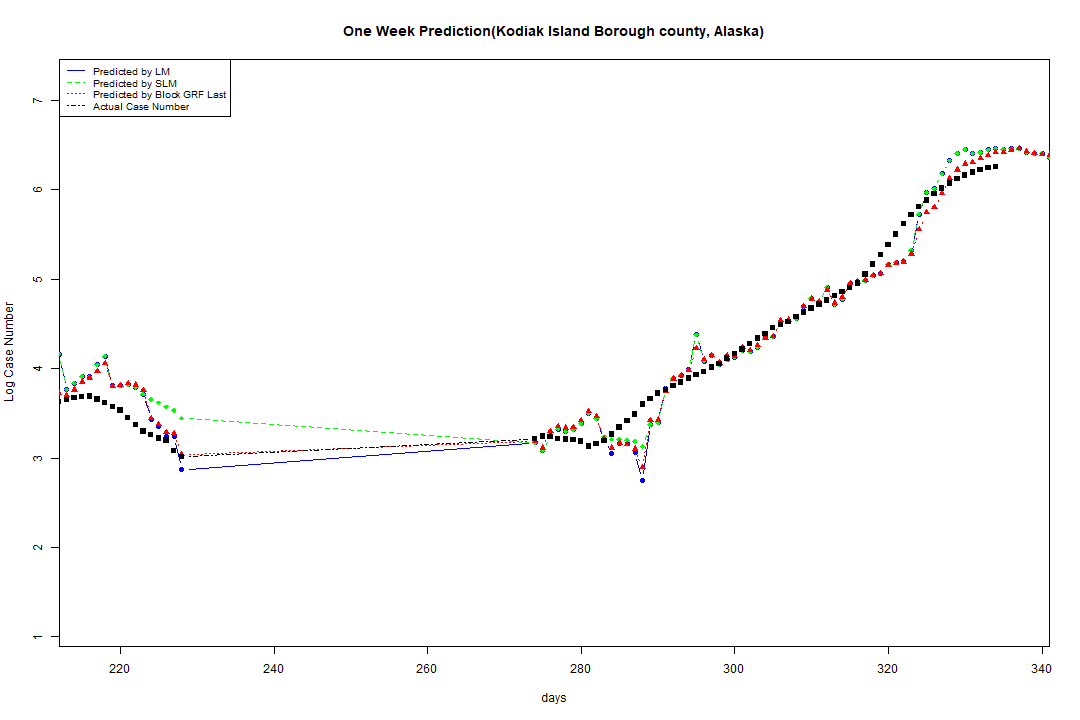 One Week Prediction(Kodiak Island Borough county, Alaska)
Predicted by LM
Predicted by SLM
Predicted by Block GRF Last
Actual Case Number
Log Case Number
7
6
5
4
3
2
1
220 240 260 280 300 320 340
days